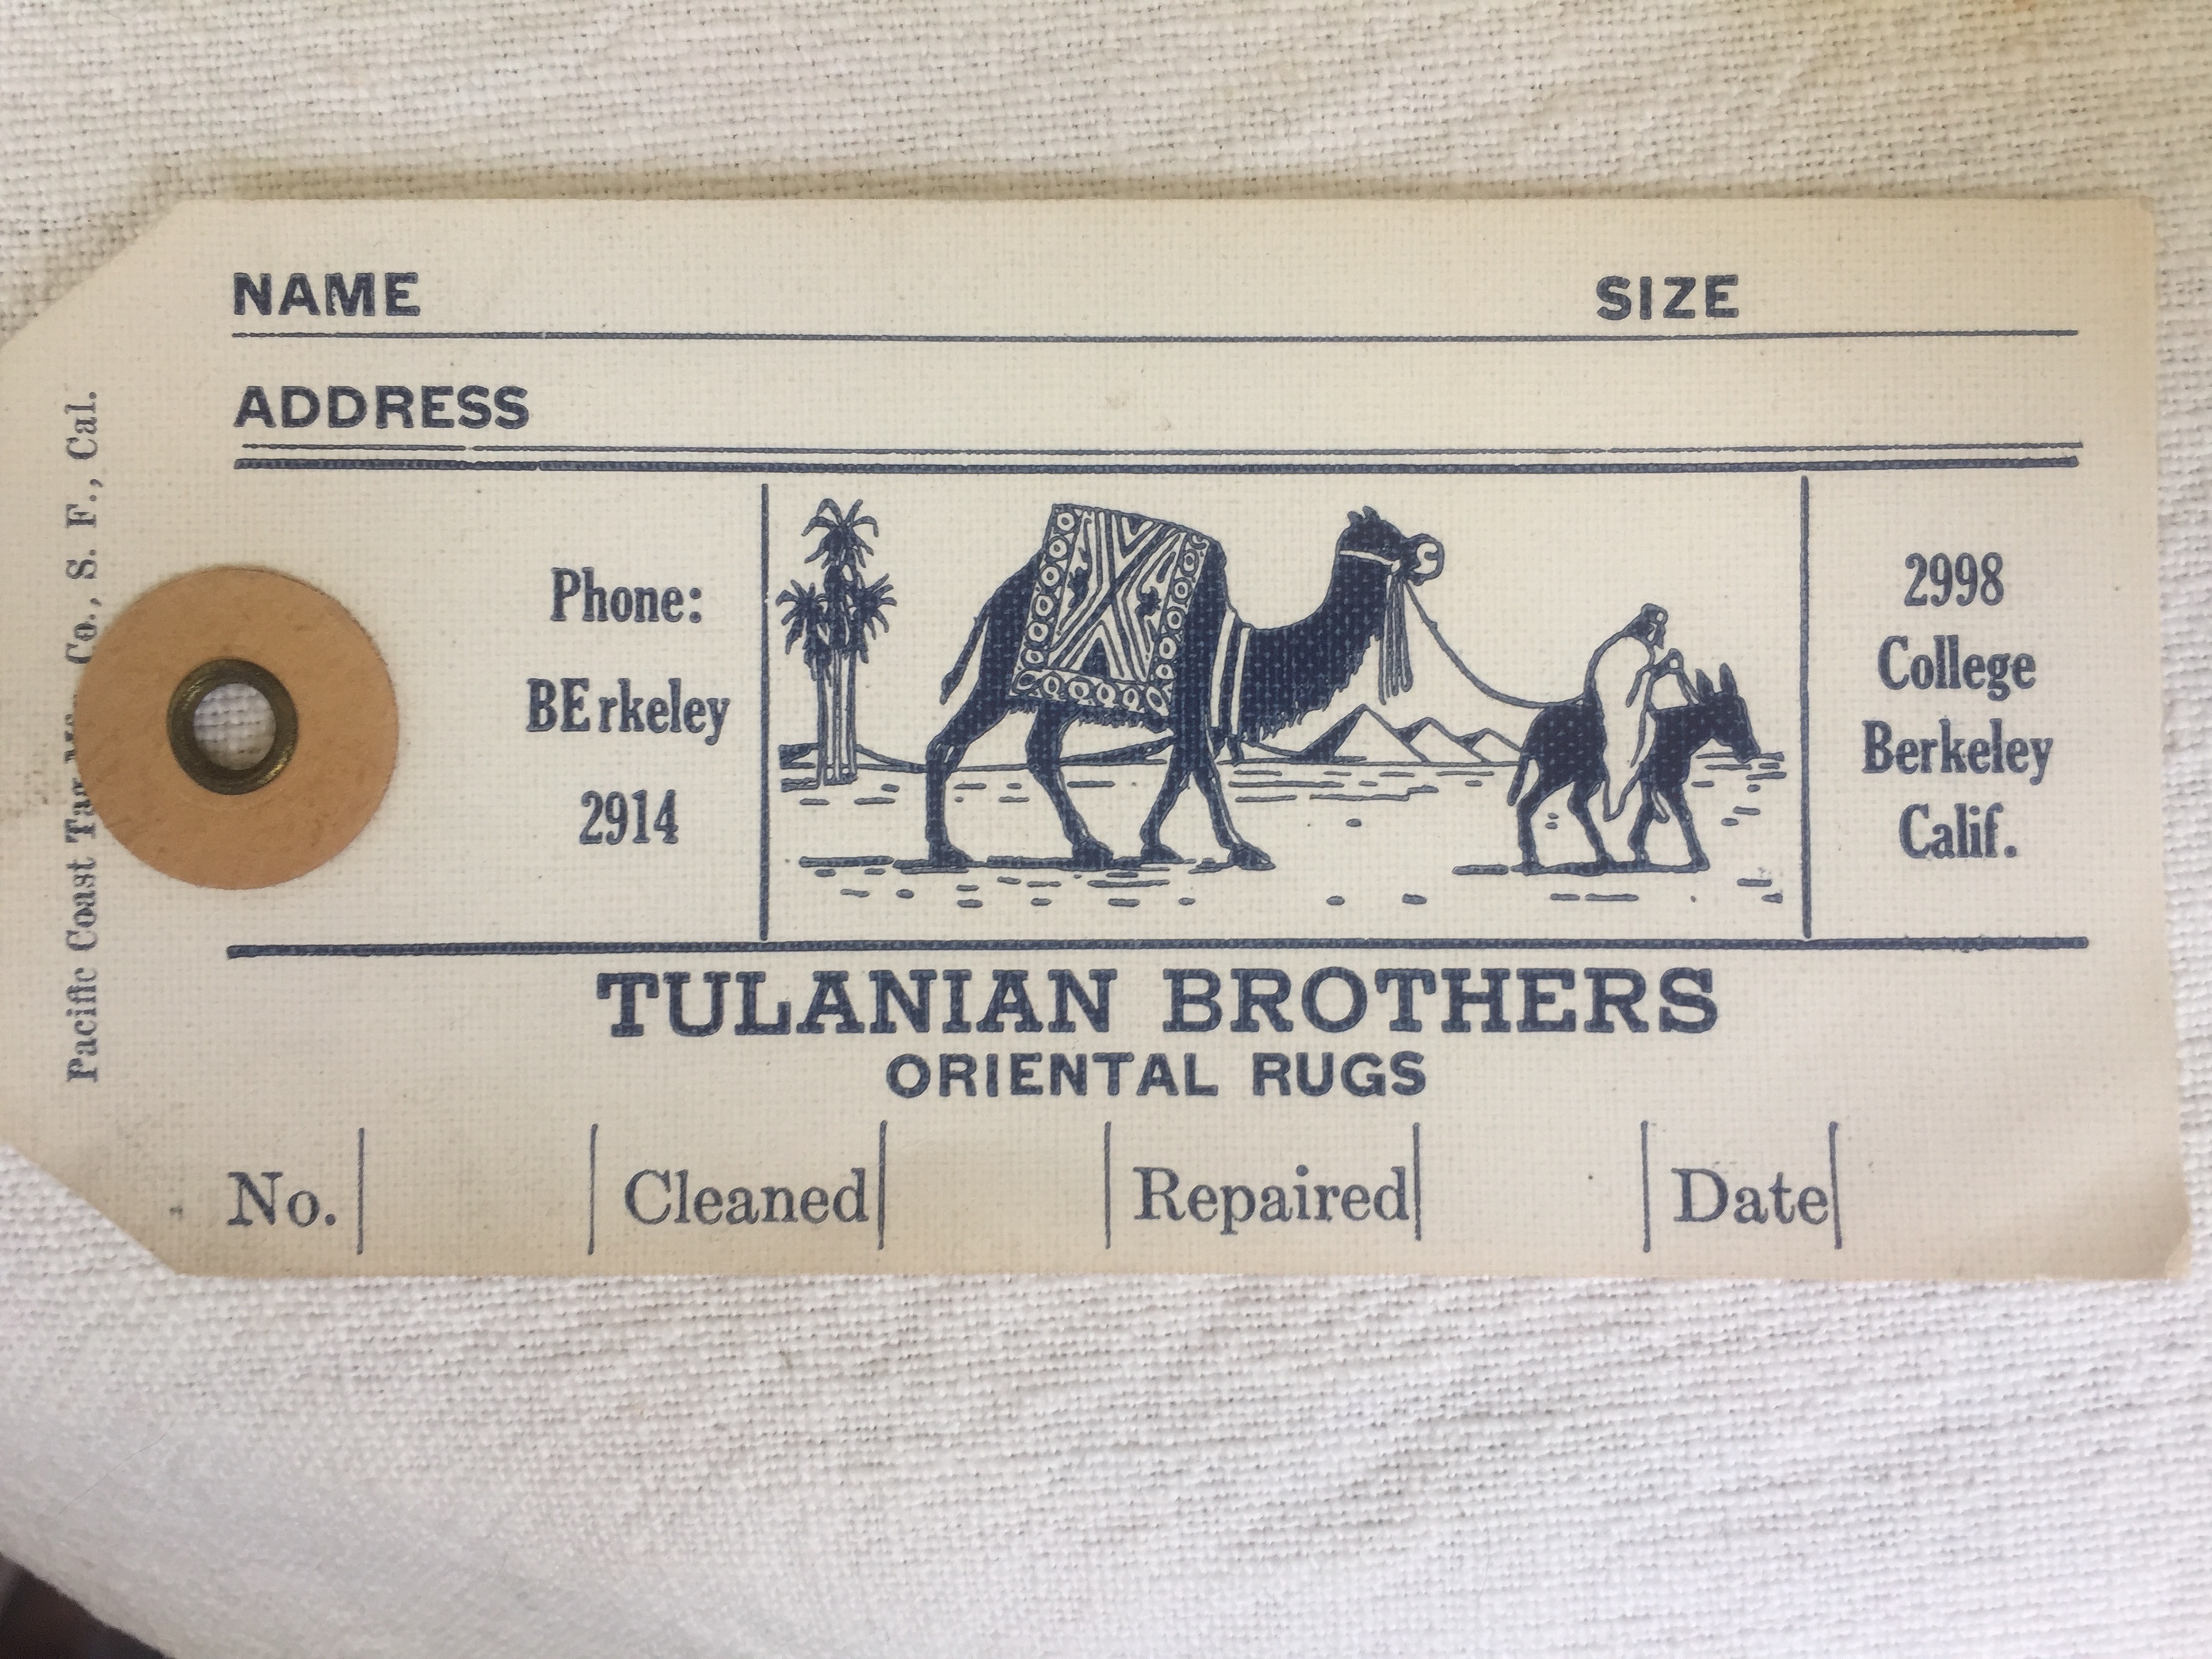 NAME SIZE
ADDRESS
Phone:
BErkeley
2914
2998
College
Berkeley
Calif.
TULANIAN BROTHERS
ORIENTAL RUGS
No. Cleaned Repaired Date
Pacific Coast Tag Co., S. F., Cal.